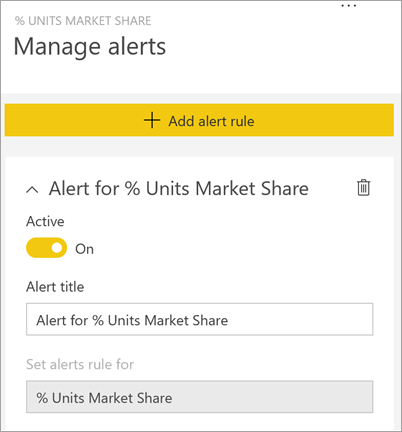 % UNITS MARKET SHARE
Manage alerts
Add alert rule
Alert for % Units Market Share
Active
On
Alert title
Alert for % Units Market Share
Set alerts rule for
% Units Market Share